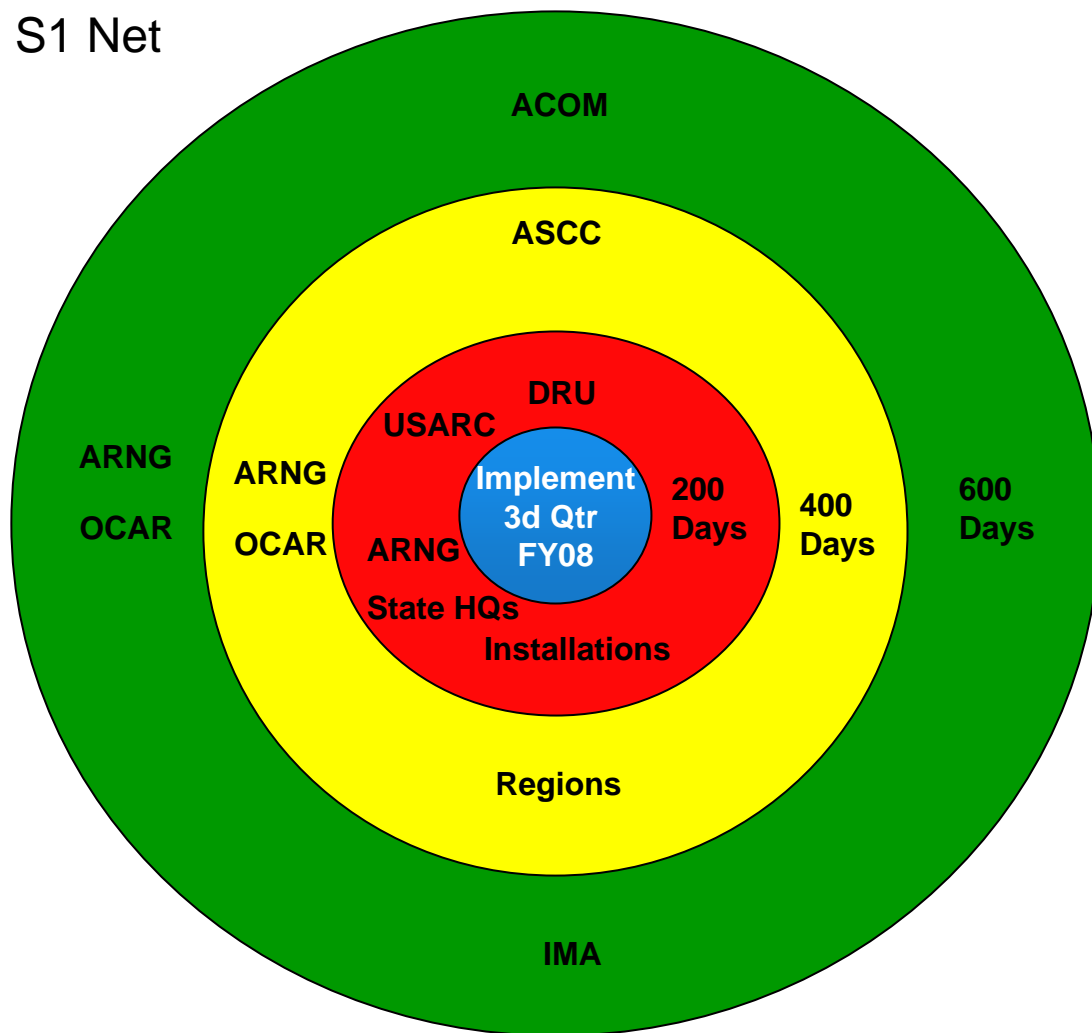 S1 Net
ACOM
ASCC
DRU
USARC
ARNG
OCAR
ARNG
OCAR
ARNG
State HQs
Implement
3d Qtr
FY08
200
Days
400
Days
600
Days
Installations
Regions
IMA